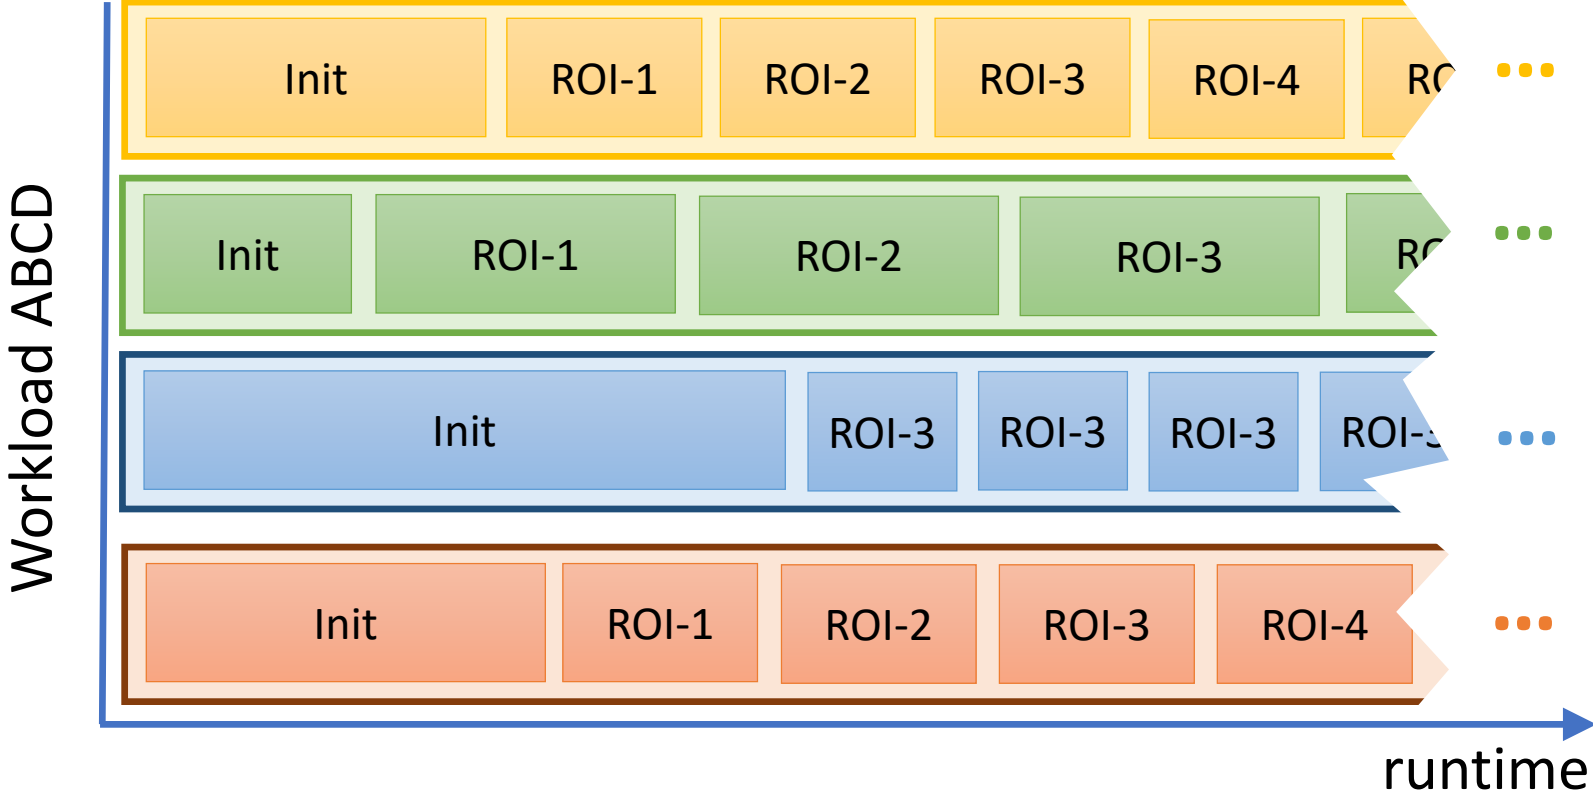 Workload ABCD
Init ROI-1 ROI-2 ROI-3 ROI-4
Init ROI-1 ROI-2 ROI-3
Init ROI-3 ROI-3 ROI-3
Init ROI-1 ROI-2 ROI-3 ROI-4
runtime